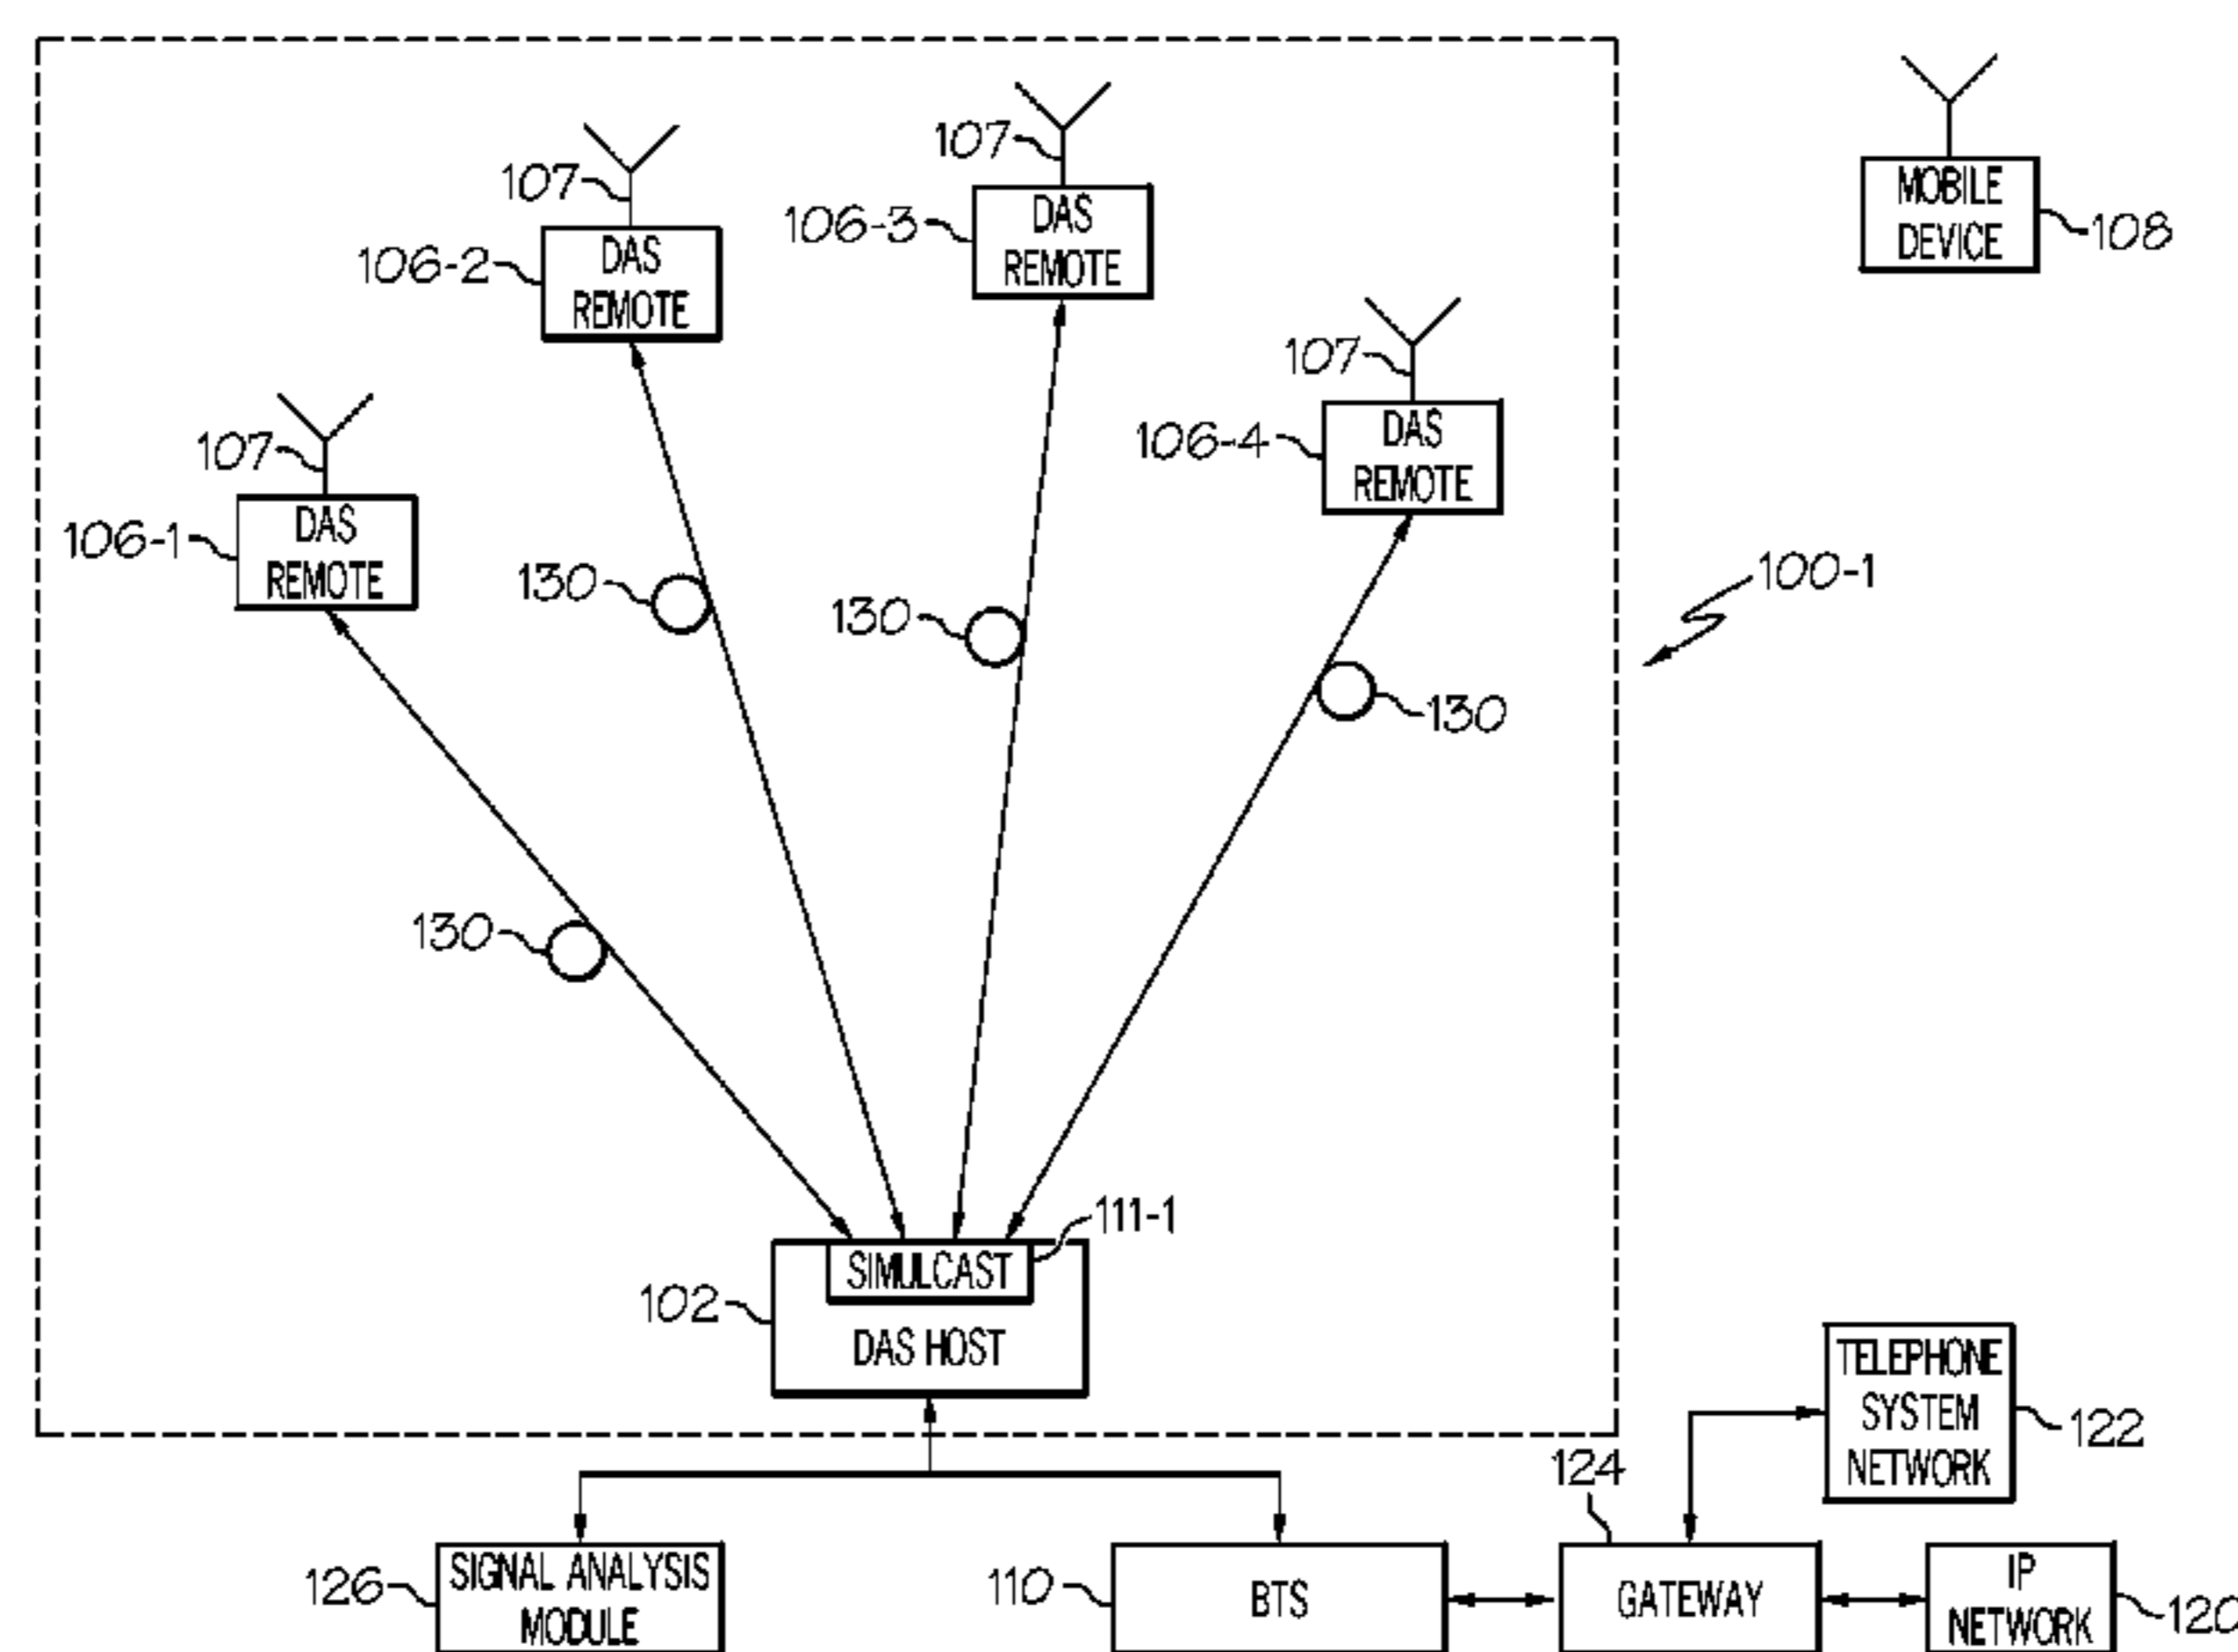 107
DAS
REMOTE
106-3
107
DAS
REMOTE
106-2
MOBILE
DEVICE
108
107
DAS
REMOTE
106-4
107
DAS
REMOTE
106-1
130
130
130
130
100-1
111-1
SIMULCAST
102
DAS HOST
TELEPHONE
SYSTEM
NETWORK
122
124
126
SIGNAL ANALYSIS
MODULE
110
BTS
GATEWAY
IP
NETWORK
120